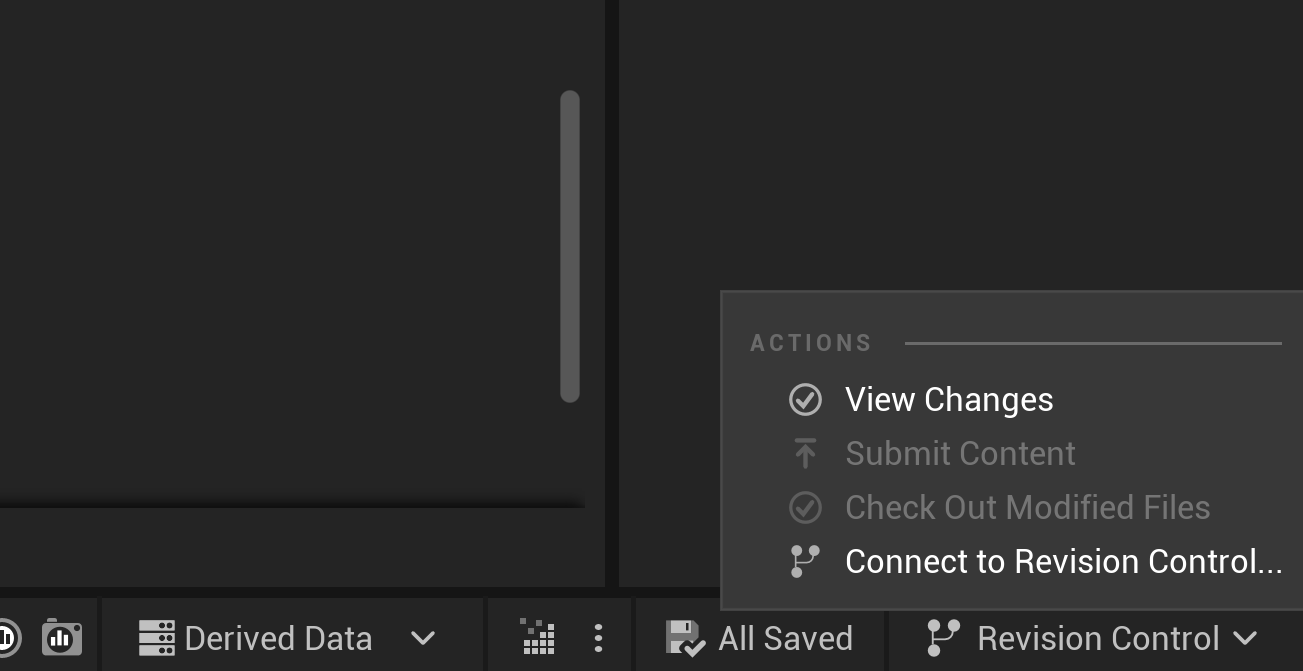 ACTIONS
View Changes
Submit Content
Check Out Modified Files
Connect to Revision Control...
Derived Data
All Saved
Revision Control